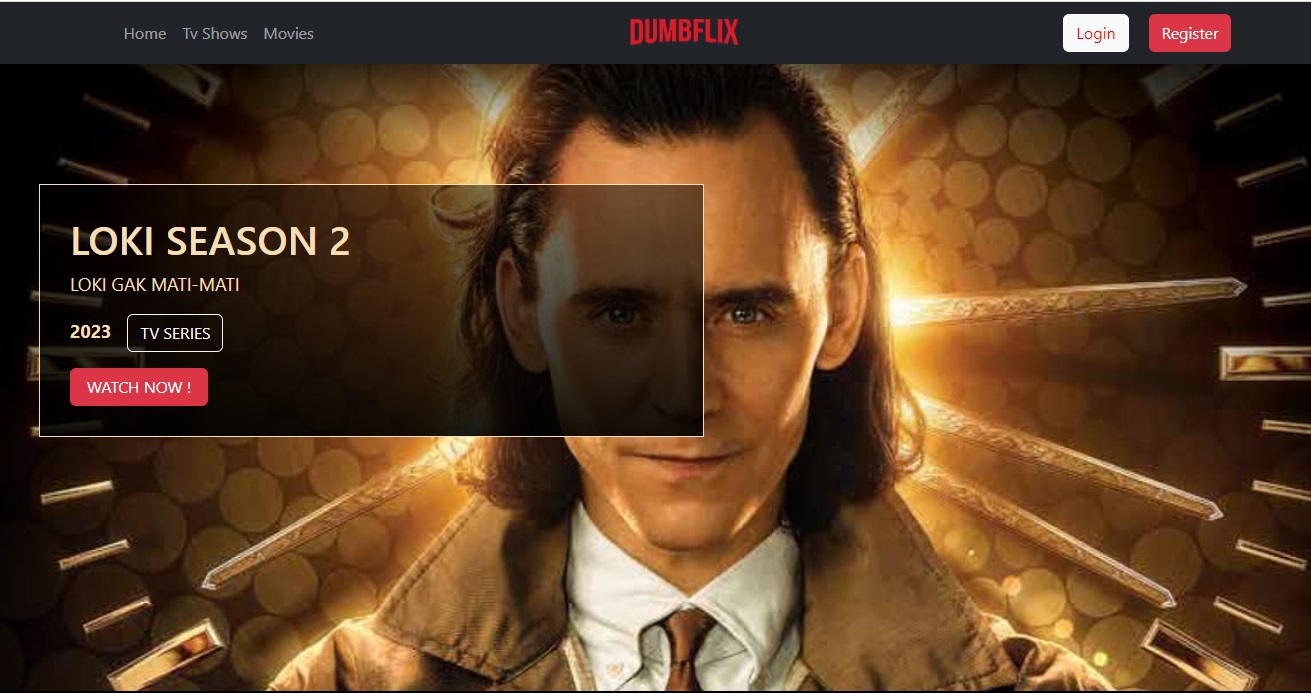 Home Tv Shows Movies DUMBFLIX Login Register
LOKI SEASON 2
LOKI GAK MATI-MATI
2023 TV SERIES
WATCH NOW !